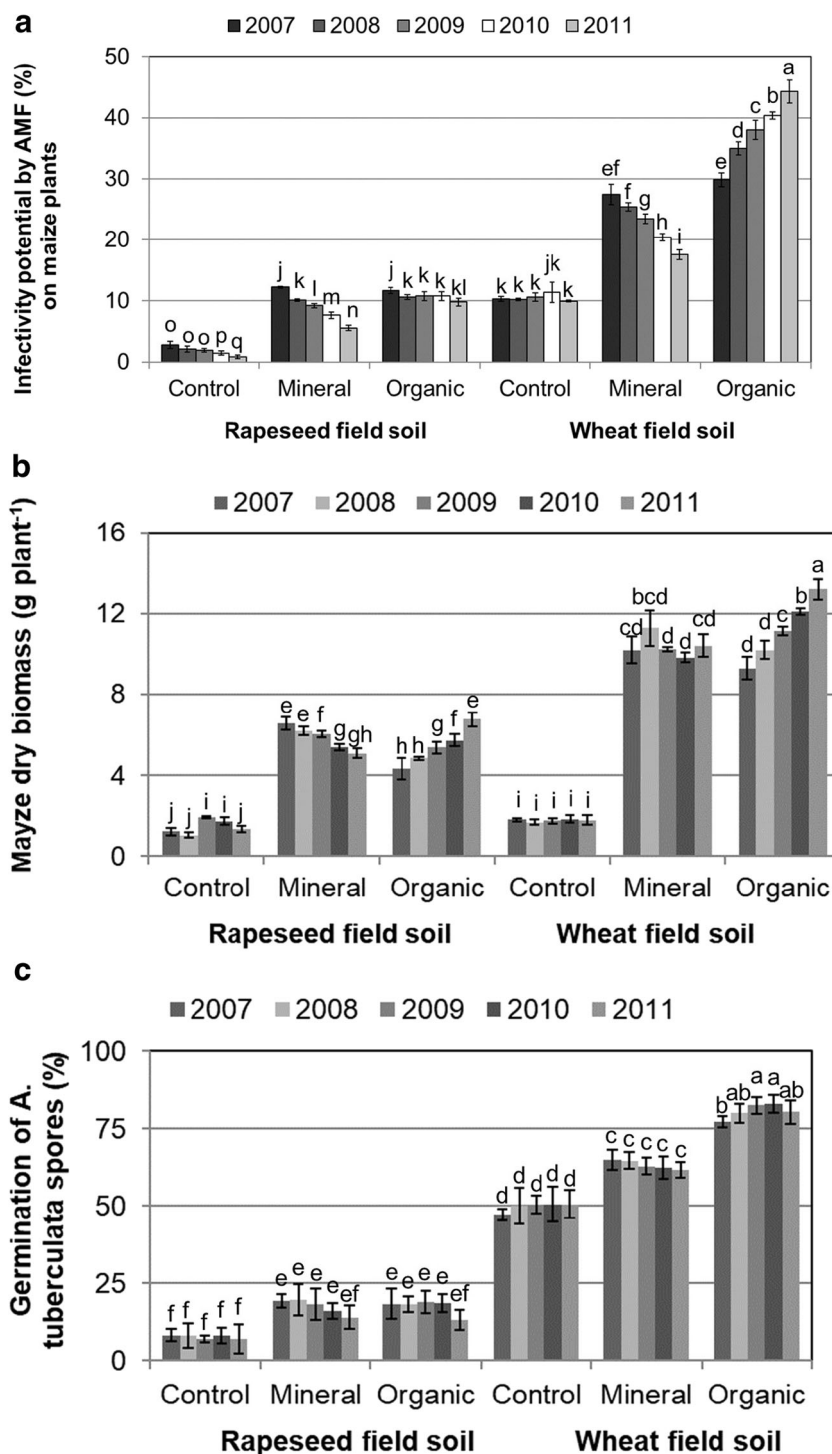 a
2007 2008 2009 2010 2011
Infectivity potential by AMF (%)
on maize plants
50
40
30
20
10
0
o o o p q
j k l m n
j k k k kl
k k k jk k
ef f g h i
e d c b a
Control Mineral Organic Control Mineral Organic
Rapeseed field soil Wheat field soil
b
2007 2008 2009 2010 2011
Mayze dry biomass (g plant-1)
16
12
8
4
0
j j i i j
e e f g gh
h h g f e
i i i i i
cd bcd d d cd
d d c b a
Control Mineral Organic Control Mineral Organic
Rapeseed field soil Wheat field soil
c
2007 2008 2009 2010 2011
Germination of A.
tuberculata spores (%)
100
75
50
25
0
f f f f f
e e e e ef
e e e e ef
d d d d d
c c c c c
b ab a a ab
Control Mineral Organic Control Mineral Organic
Rapeseed field soil Wheat field soil